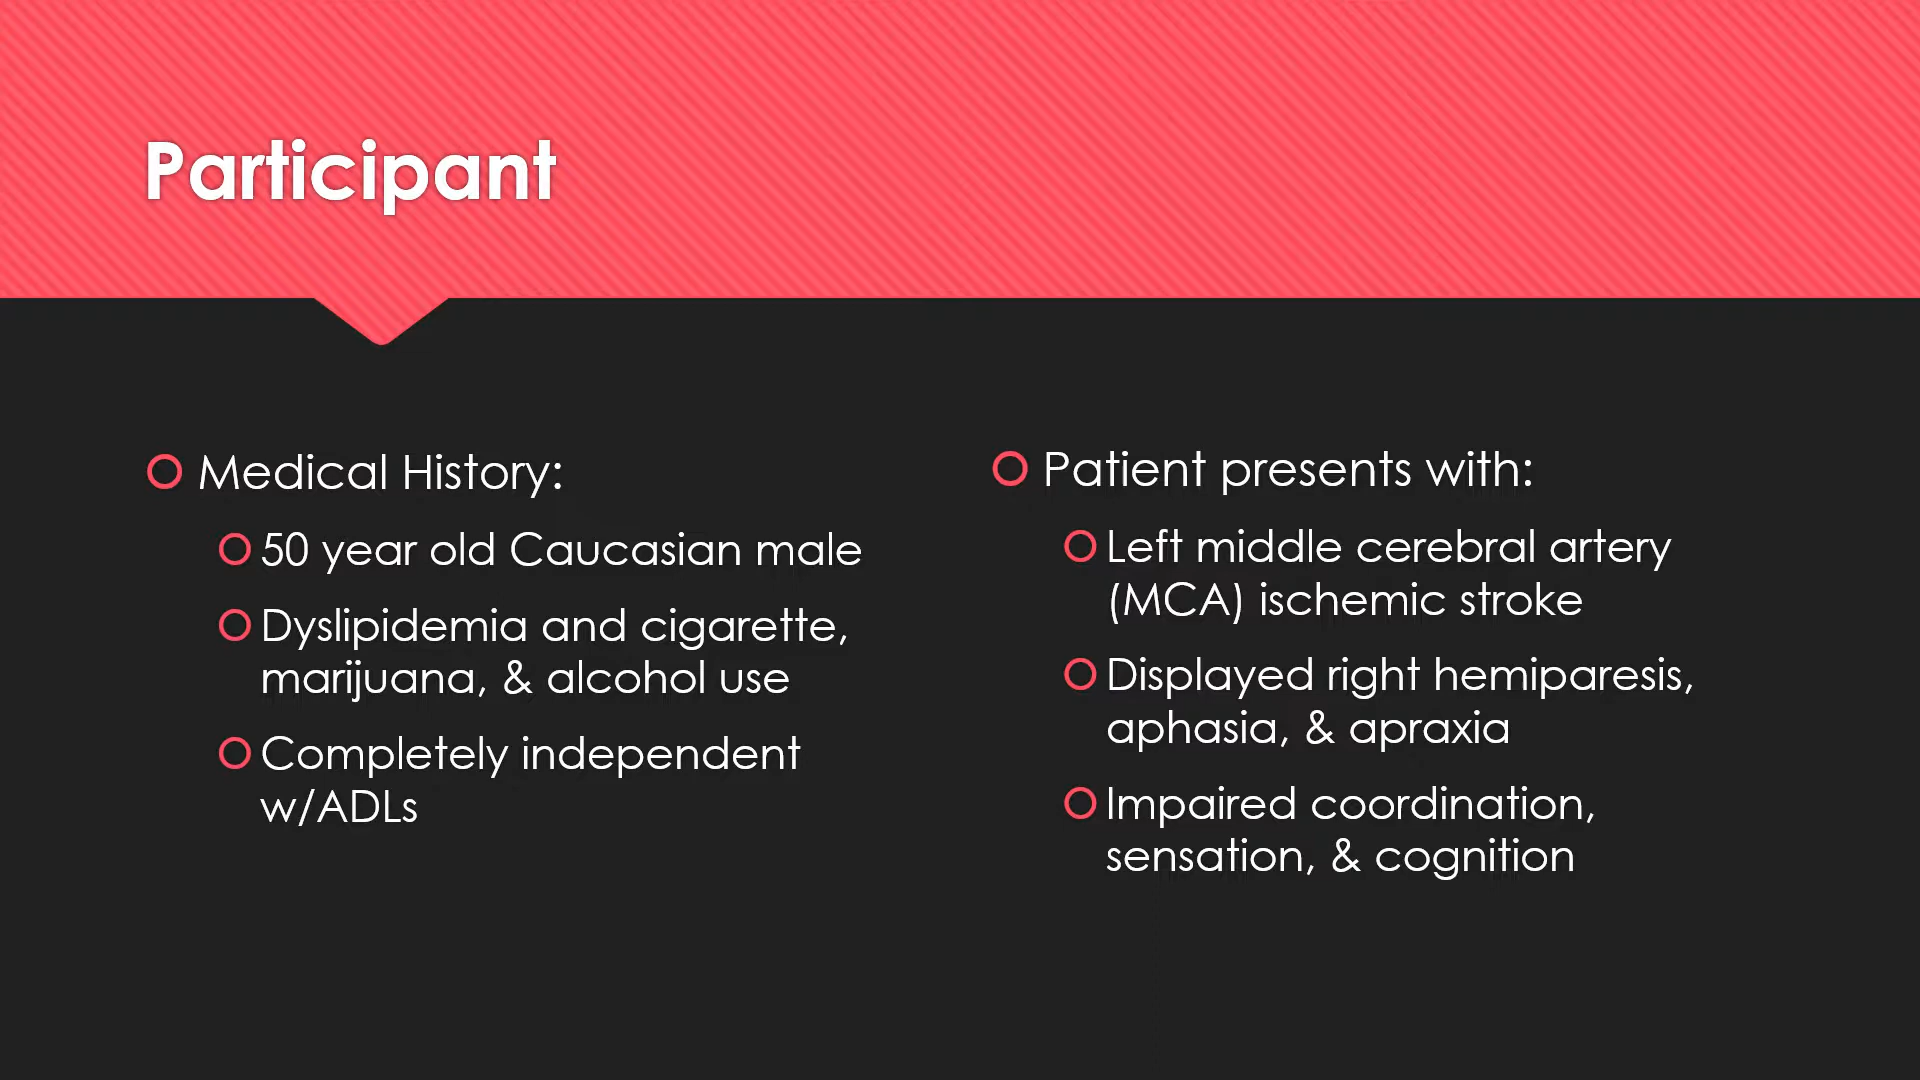 Participant
Medical History:
50 year old Caucasian male
Dyslipidemia and cigarette,
marijuana, & alcohol use
Completely independent
w/ADLs
Patient presents with:
Left middle cerebral artery
(MCA) ischemic stroke
Displayed right hemiparesis,
aphasia, & apraxia
Impaired coordination,
sensation, & cognition